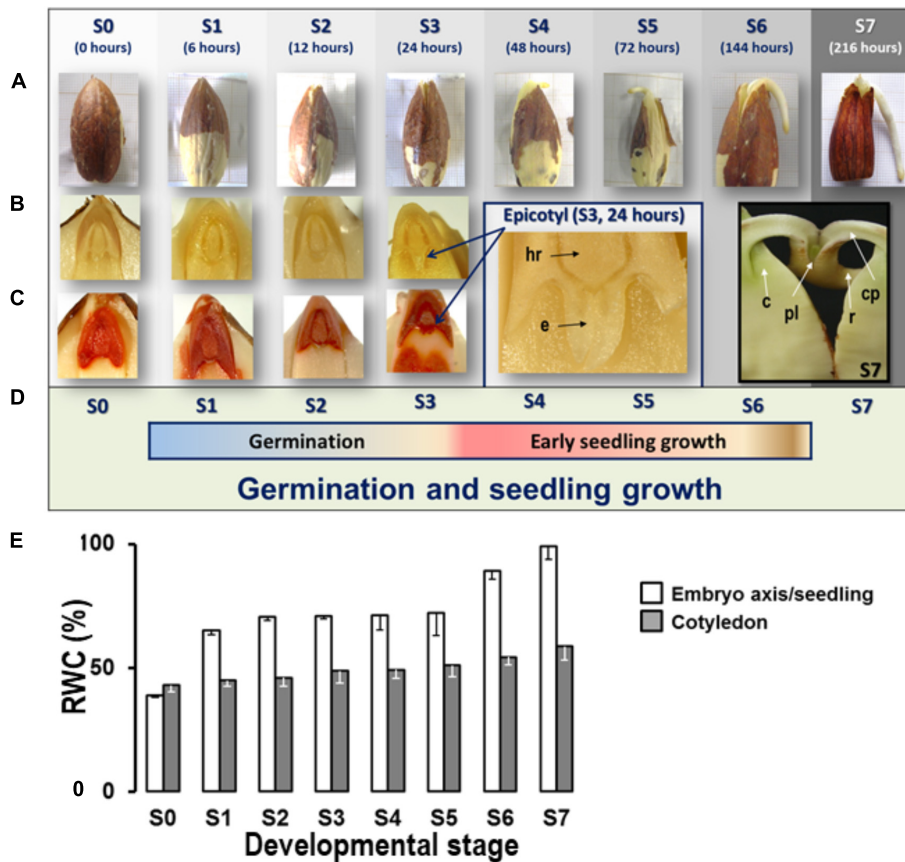 S0 S1 S2 S3 S4 S5 S6 S7
(0 hours) (6 hours) (12 hours) (24 hours) (48 hours) (72 hours) (144 hours) (216 hours)
A
B
Epicotyl (S3, 24 hours)
hr
e
c
pl
r
cp
S7
C
D
S0 S1 S2 S3 S4 S5 S6 S7
Germination Early seedling growth
Germination and seedling growth
E
100
50
0 0
RWC (%)
Embryo axis/seedling
Cotyledon
S0 S1 S2 S3 S4 S5 S6 S7
Developmental stage